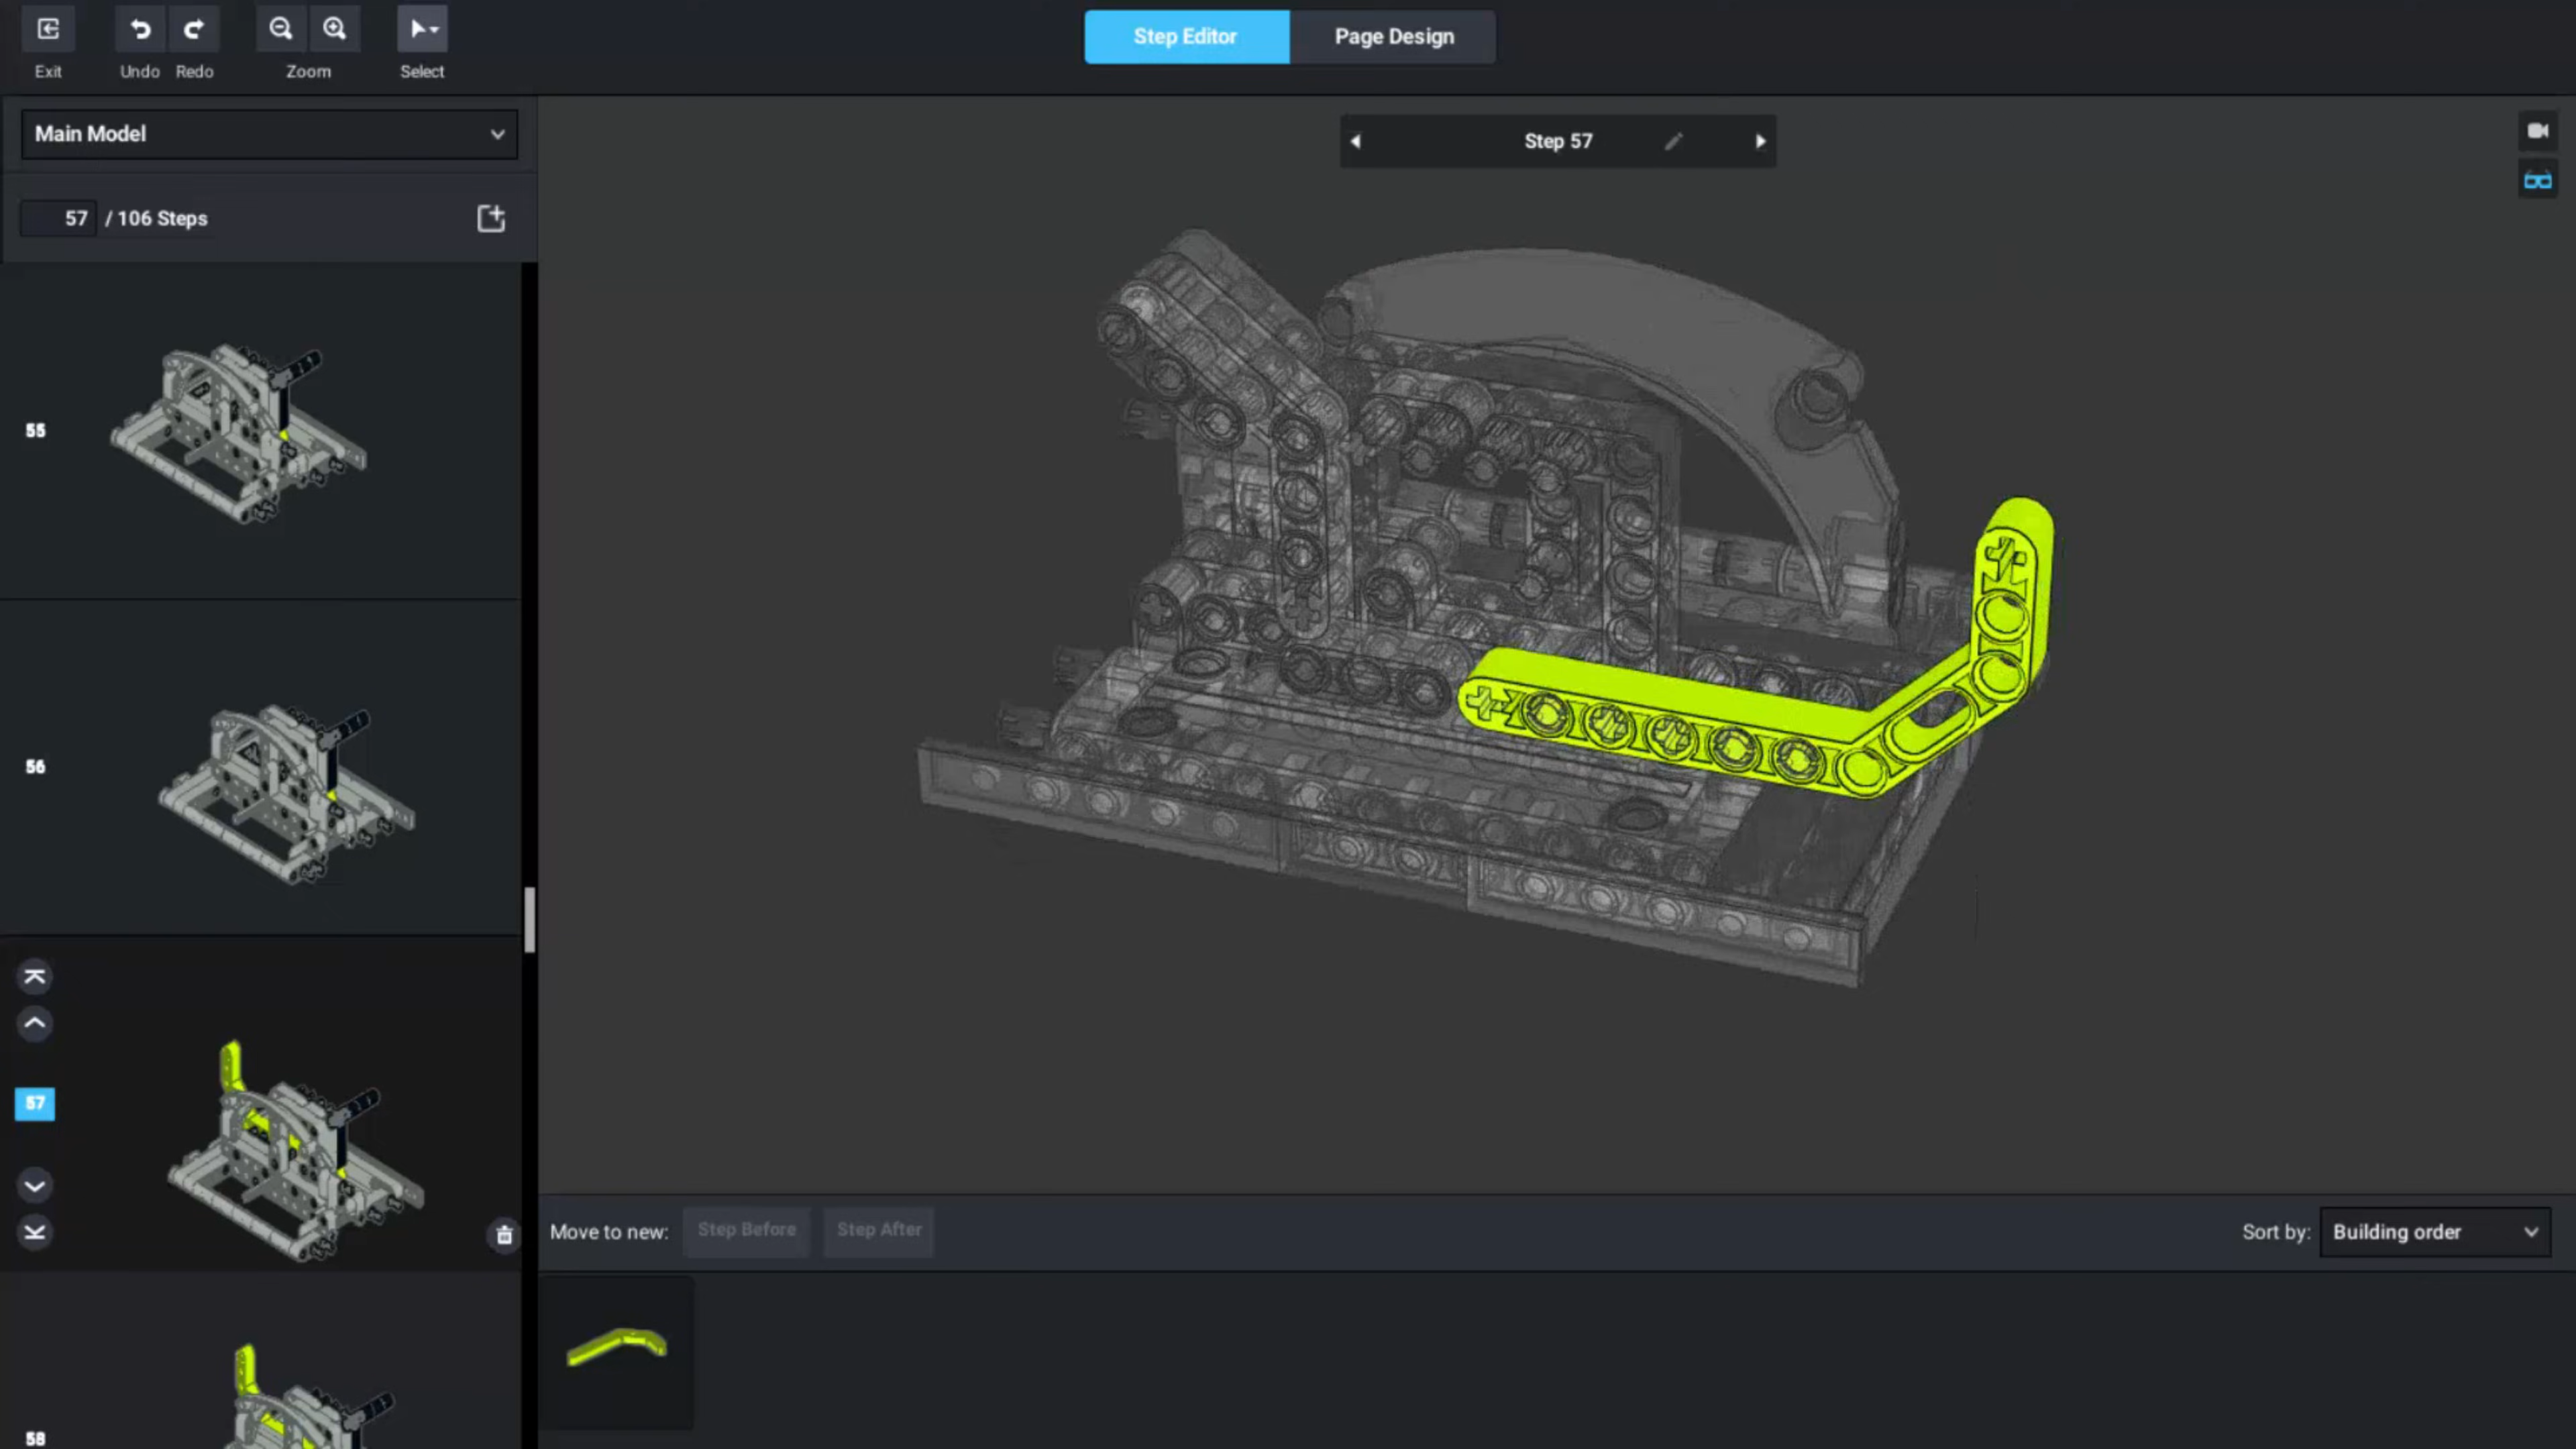 Exit
Undo
Redo
Zoom
Select
Step Editor
Page Design
Main Model
57 / 106 Steps
Step 57
55
56
57
58
Move to new:
Step Before
Step After
Sort by:
Building order